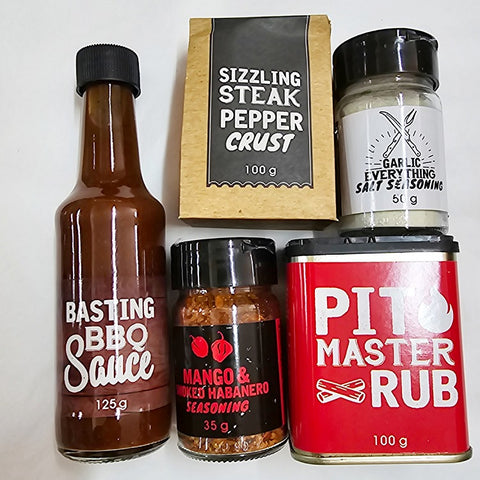 SIZZLING
STEAK
PEPPER
CRUST
100 g
GARLIC
EVERYTHING
SALT SEASONING
50 g
BASTING
BBQ
Sauce
125 g
MANGO &
SMOKED HABANERO
SEASONING
35 g
PIT
MASTER
RUB
100 g